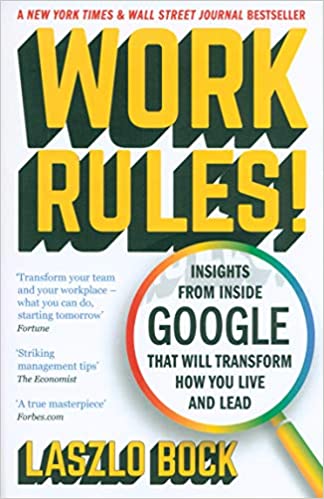 A NEW YORK TIMES & WALL STREET JOURNAL BESTSELLER
WORK
RULES!
INSIGHTS
FROM INSIDE
GOOGLE
THAT WILL TRANSFORM
HOW YOU LIVE
AND LEAD
‘Transform your team
and your workplace –
what you can do,
starting tomorrow’
Fortune
‘Striking
management tips’
The Economist
‘A true masterpiece’
Forbes.com
LASZLO BOCK